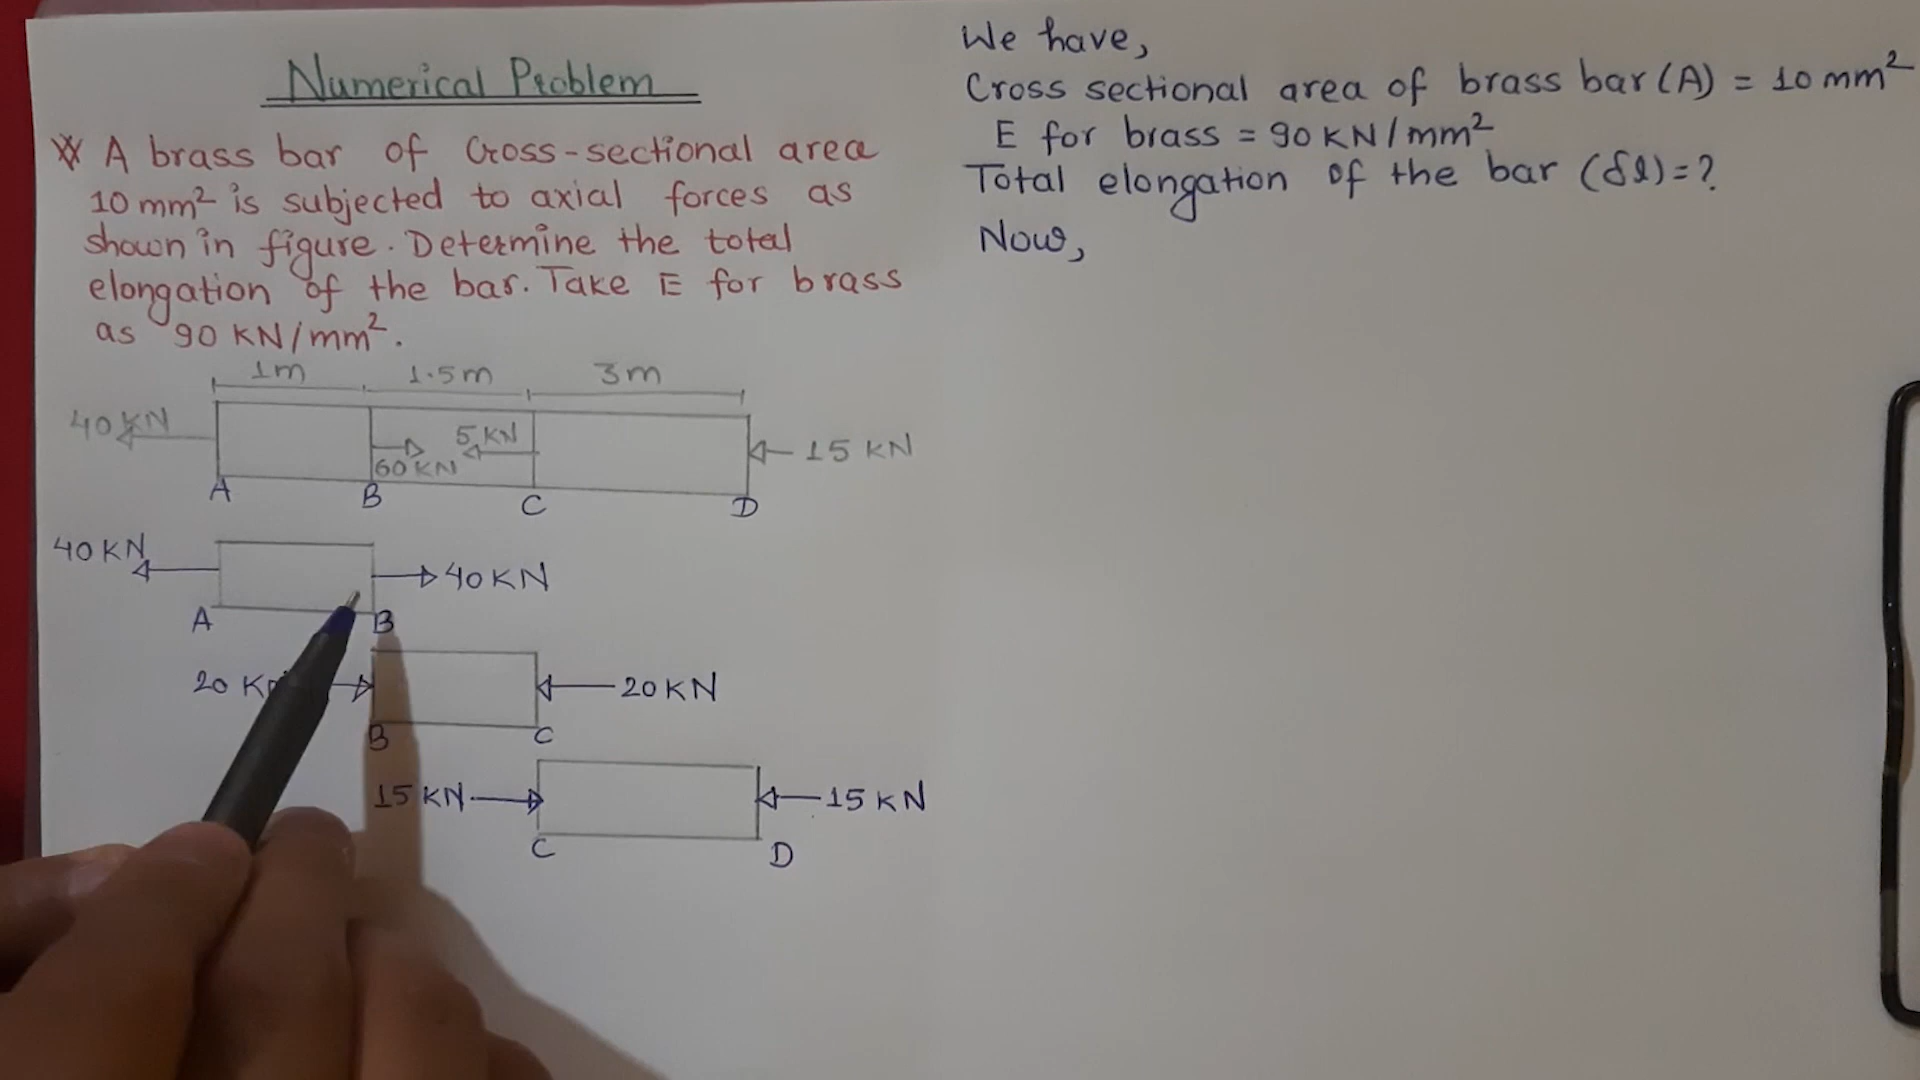 Numerical Problem
※ A brass bar of Cross-sectional area
10 mm² is subjected to axial forces as
shown in figure. Determine the total
elongation of the bar. Take E for brass
as 90 KN/mm².
1m 1.5m 3m
40 KN 60 KN 5 KN 15 KN
A B C D
40 KN 40 KN
A B
20 KN
B C
15 KN 15 KN
C D
We have,
Cross sectional area of brass bar (A) = 10 mm²
E for brass = 90 KN/mm²
Total elongation of the bar (δl) = ?
Now,